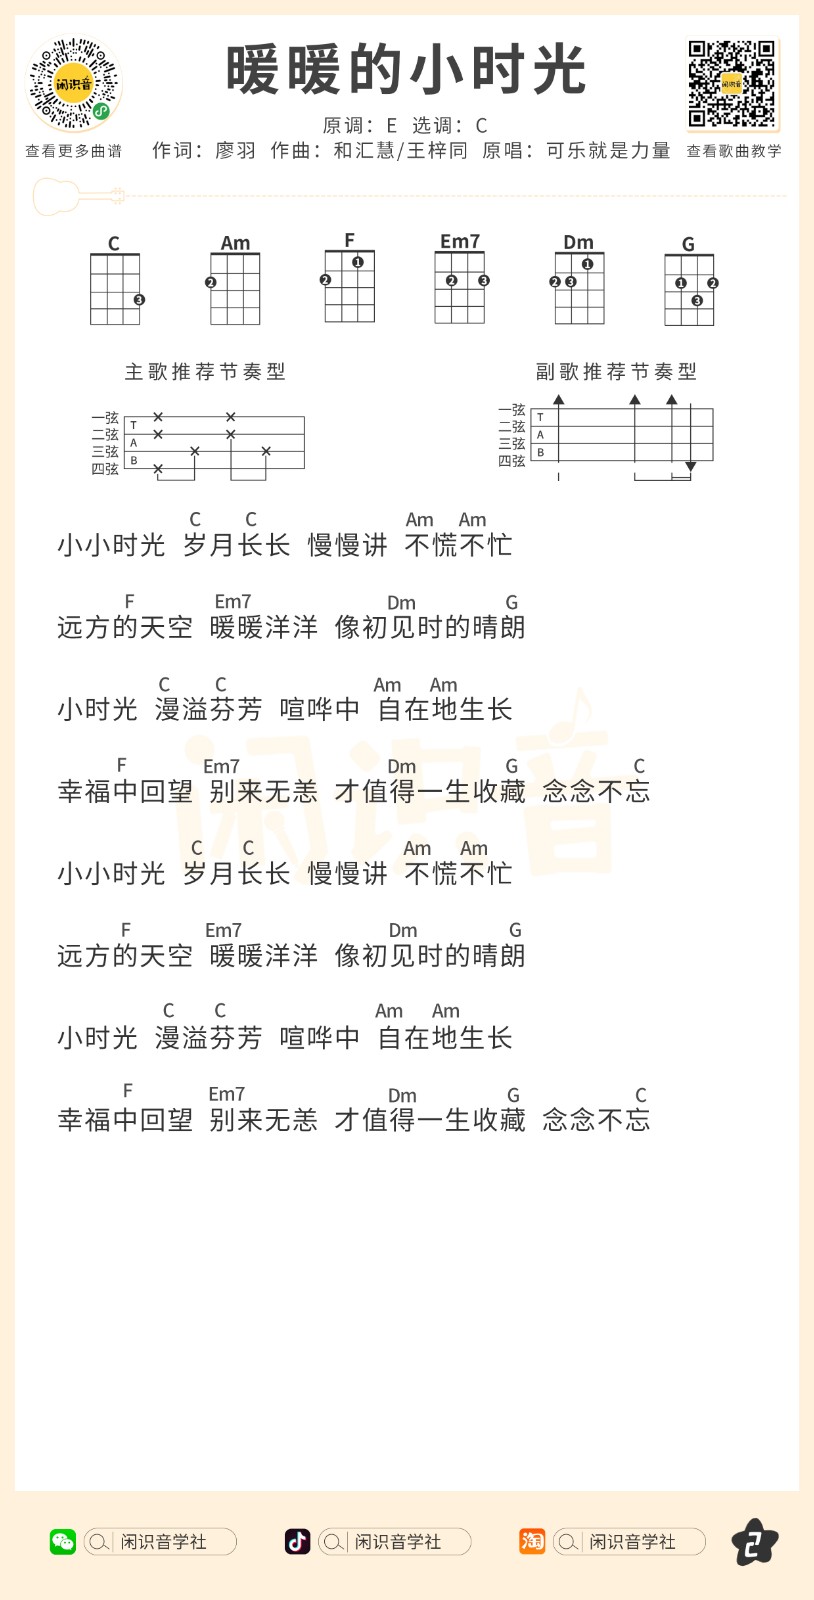 暖暖的小时光
闲识音
闲识音
原调：E 选调：C
查看更多曲谱 作词：廖羽 作曲：和汇慧/王梓同 原唱：可乐就是力量 查看歌曲教学
C Am F Em7 Dm G
3 2 1 2 2 3 1 2 3 1 2 3
主歌推荐节奏型 副歌推荐节奏型
一弦 T 一弦 T
二弦 A 二弦 A
三弦 B 三弦 B
四弦 四弦
C C Am Am
小小时光 岁月长长 慢慢讲 不慌不忙
F Em7 Dm G
远方的天空 暖暖洋洋 像初见时的晴朗
C C Am Am
小时光 漫溢芬芳 喧哗中 自在地生长
F Em7 Dm G C
幸福中回望 别来无恙 才值得一生收藏 念念不忘
闲识音
C C Am Am
小小时光 岁月长长 慢慢讲 不慌不忙
F Em7 Dm G
远方的天空 暖暖洋洋 像初见时的晴朗
C C Am Am
小时光 漫溢芬芳 喧哗中 自在地生长
F Em7 Dm G C
幸福中回望 别来无恙 才值得一生收藏 念念不忘
闲识音学社 闲识音学社 淘 闲识音学社 2